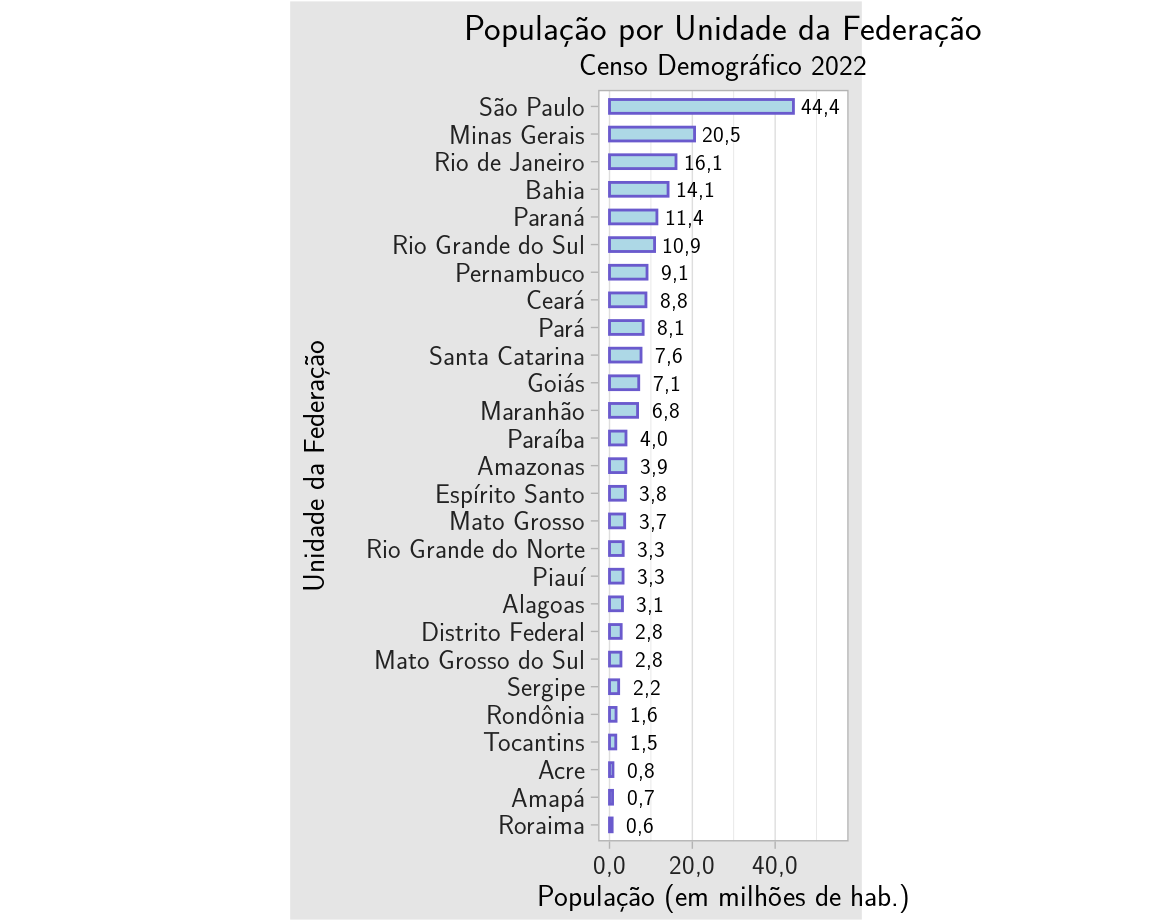 População por Unidade da Federação
Censo Demográfico 2022
Unidade da Federação
São Paulo 44,4
Minas Gerais 20,5
Rio de Janeiro 16,1
Bahia 14,1
Paraná 11,4
Rio Grande do Sul 10,9
Pernambuco 9,1
Ceará 8,8
Pará 8,1
Santa Catarina 7,6
Goiás 7,1
Maranhão 6,8
Paraíba 4,0
Amazonas 3,9
Espírito Santo 3,8
Mato Grosso 3,7
Rio Grande do Norte 3,3
Piauí 3,3
Alagoas 3,1
Distrito Federal 2,8
Mato Grosso do Sul 2,8
Sergipe 2,2
Rondônia 1,6
Tocantins 1,5
Acre 0,8
Amapá 0,7
Roraima 0,6
0,0 20,0 40,0
População (em milhões de hab.)